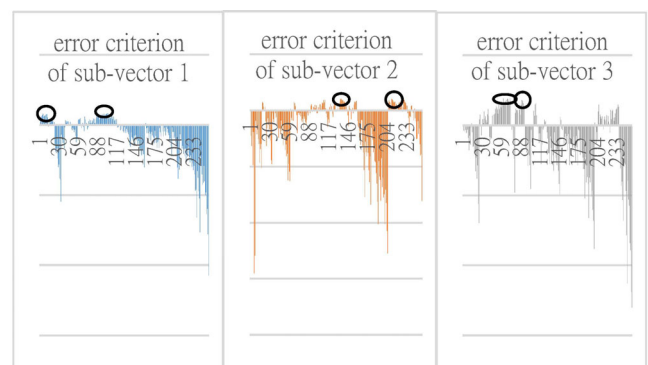 error criterion
of sub-vector 1
1 30 59 88 117 146 175 204 233
error criterion
of sub-vector 2
1 30 59 88 117 146 175 204 233
error criterion
of sub-vector 3
1 30 59 88 117 146 175 204 233